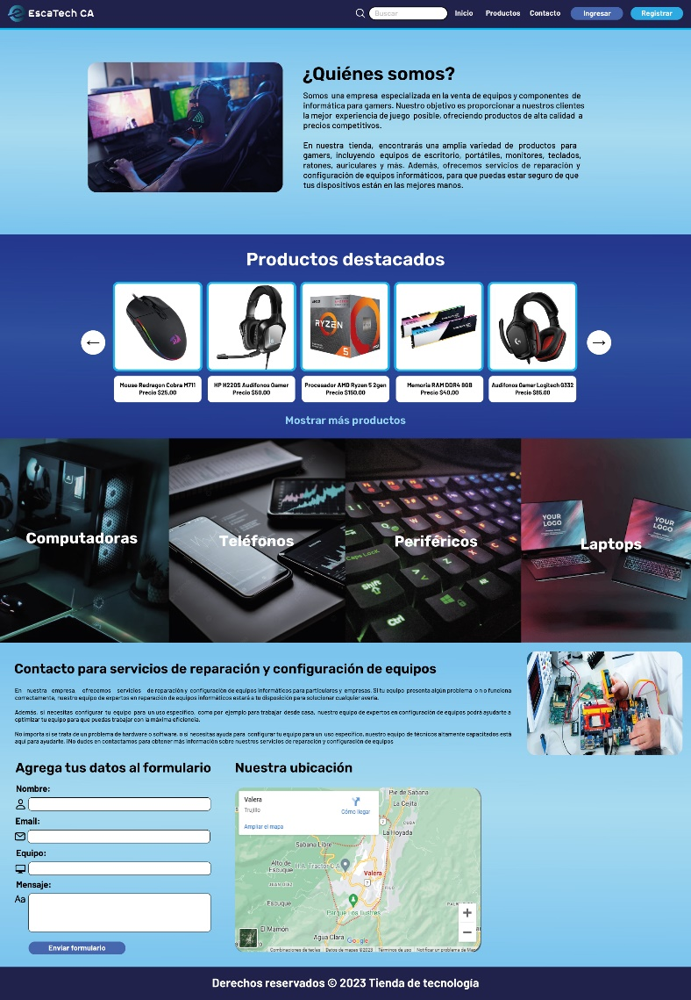 EscaTech CA
Buscar
Inicio
Productos
Contacto
Ingresar
Registrar
¿Quiénes somos?
Somos una empresa especializada en la venta de equipos y componentes de
informática para gamers. Nuestro objetivo es proporcionar a nuestros clientes
la mejor experiencia de juego posible, ofreciendo productos de alta calidad a
precios competitivos.
En nuestra tienda, encontrarás una amplia variedad de productos para
gamers, incluyendo equipos de escritorio, portátiles, monitores, teclados,
ratones, auriculares y más. Además, ofrecemos servicios de reparación y
configuración de equipos informáticos, para que puedas estar seguro de que
tus dispositivos están en las mejores manos.
Productos destacados
RYZEN
5
Mouse Redragon Cobra M711
Precio $25.00
HP H220S Audífonos Gamer
Precio $50.00
Procesador AMD Ryzen 5 2gen
Precio $150.00
Memoria RAM DDR4 8GB
Precio $40.00
Audífonos Gamer Logitech G332
Precio $85.00
Mostrar más productos
Computadoras
Teléfonos
Periféricos
Caps Lock
Shift
Ctrl
Laptops
YOUR
LOGO
YOUR
LOGO
Contacto para servicios de reparación y configuración de equipos
En nuestra empresa, ofrecemos servicios de reparación y configuración de equipos informáticos para particulares y empresas. Si tu equipo presenta algún problema o no funciona
correctamente, nuestro equipo de expertos en reparación de equipos informáticos estará a tu disposición para solucionar cualquier avería.
Además, si necesitas configurar tu equipo para un uso específico, como por ejemplo para trabajar desde casa, nuestro equipo de expertos en configuración de equipos podrá ayudarte a
optimizar tu equipo para que puedas trabajar con la máxima eficiencia.
No importa si se trata de un problema de hardware o software, o si necesitas ayuda para configurar tu equipo para un uso específico, nuestro equipo de técnicos altamente capacitados está
aquí para ayudarte. ¡No dudes en contactarnos para obtener más información sobre nuestros servicios de reparación y configuración de equipos
Agrega tus datos al formulario
Nombre:
Email:
Equipo:
Mensaje:
Aa
Enviar formulario
Nuestra ubicación
Valera
Trujillo
Cómo llegar
Ampliar el mapa
Pie de Sabana
La Cejita
7
CUBA
La Hoyada
Sabana Libre
Alto de
Escuque
H.A. Tractor C.A
Valera
7
JUAN DIAZ
Escuque
Parque Los Ilustres
El Mamón
Agua Clara
Google
Combinaciones de teclas
Datos de mapas ©2023
Términos de uso
Notificar un problema de Maps
Derechos reservados © 2023 Tienda de tecnología